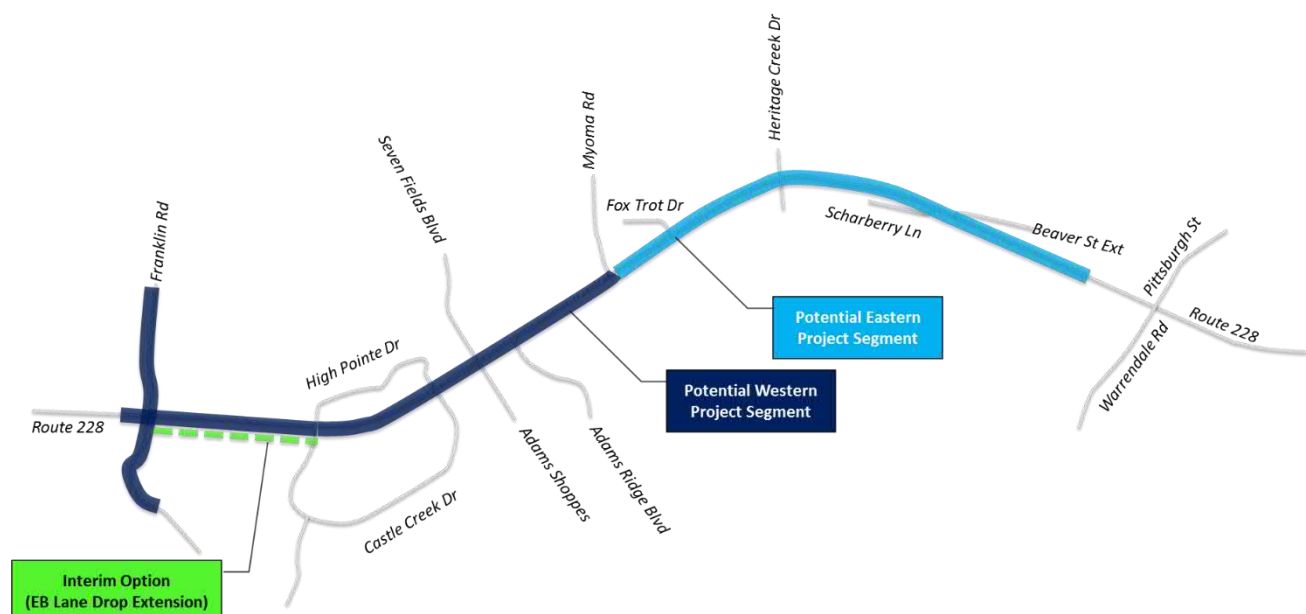 Heritage Creek Dr
Seven Fields Blvd
Myoma Rd
Fox Trot Dr
Scharberry Ln
Beaver St Ext
Franklin Rd
Pittsburgh St
Route 228
Warrendale Rd
Potential Eastern
Project Segment
High Pointe Dr
Potential Western
Project Segment
Route 228
Adams Shoppes
Adams Ridge Blvd
Castle Creek Dr
Interim Option
(EB Lane Drop Extension)